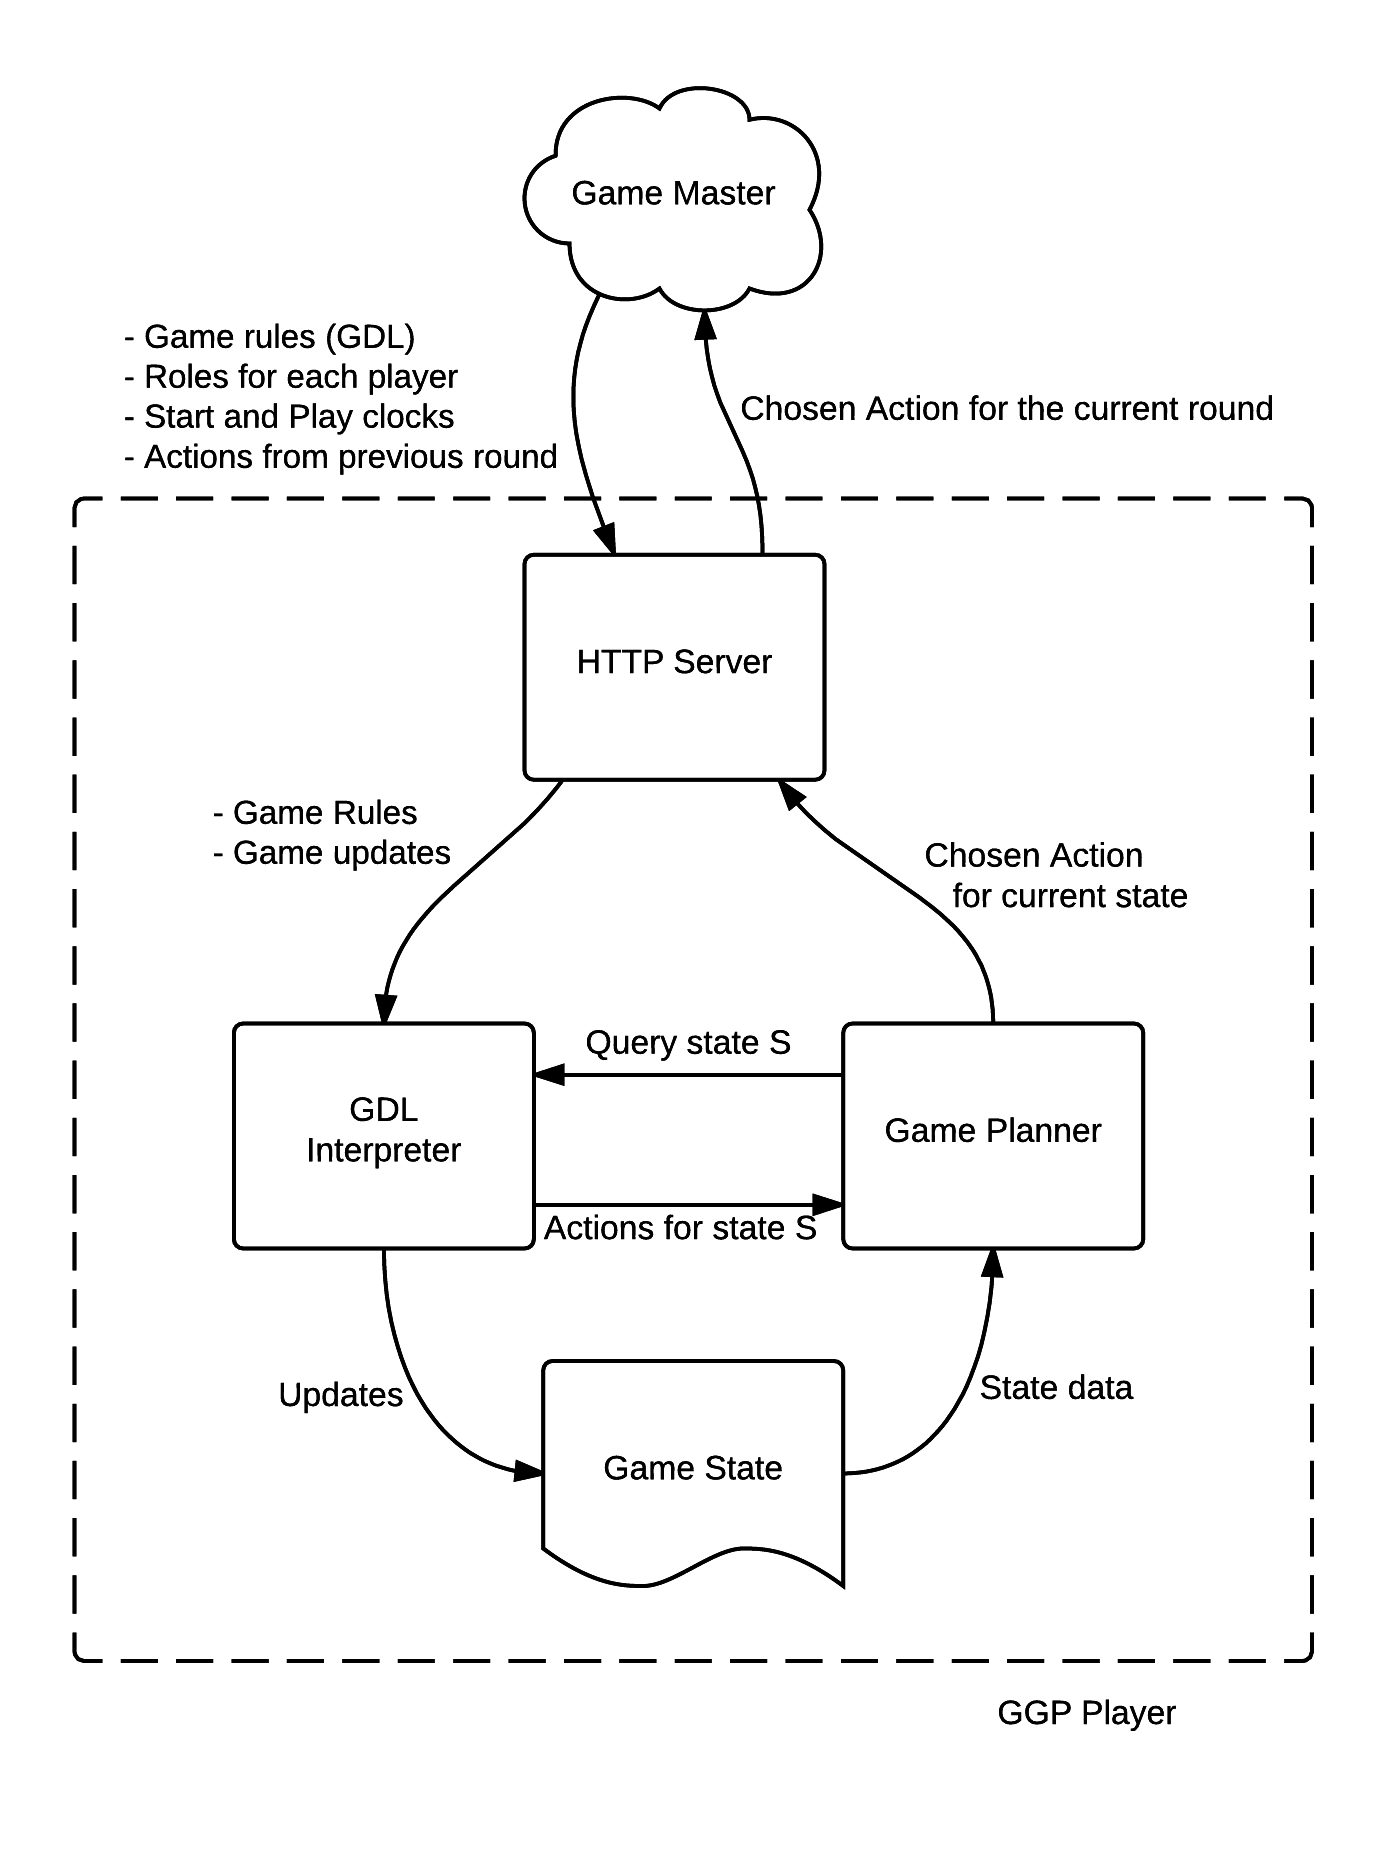 Game Master
- Game rules (GDL)
- Roles for each player
- Start and Play clocks
- Actions from previous round
Chosen Action for the current round
HTTP Server
- Game Rules
- Game updates
Chosen Action
for current state
Query state S
GDL
Interpreter
Game Planner
Actions for state S
Updates
State data
Game State
GGP Player